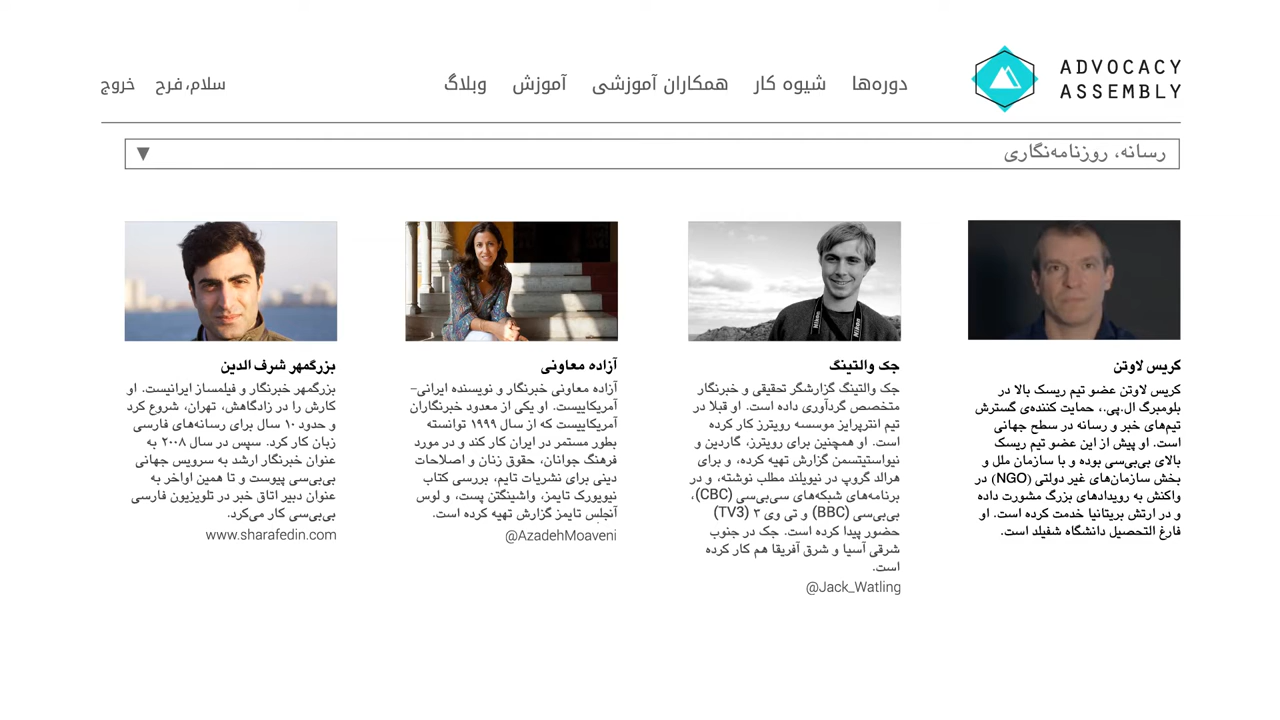 ADVOCACY
ASSEMBLY
دوره‌ها
شیوه کار
همکاران آموزشی
آموزش
وبلاگ
سلام، فرح
خروج
رسانه، روزنامه‌نگاری
کریس لاوتن
کریس لاوتن عضو تیم ریسک بالا در
بلومبرگ ال.پی.، حمایت کننده‌ی گسترش
تیم‌های خبر و رسانه در سطح جهانی
است. او پیش از این عضو تیم ریسک
بالای بی‌بی‌سی بوده و با سازمان ملل و
بخش سازمان‌های غیر دولتی (NGO) در
واکنش به رویدادهای بزرگ مشورت داده
و در ارتش بریتانیا خدمت کرده است. او
فارغ التحصیل دانشگاه شفیلد است.
جک والتینگ
جک والتینگ گزارشگر تحقیقی و خبرنگار
متخصص گردآوری داده است. او قبلا در
تیم انترپرایز موسسه رویترز کار کرده
است. او همچنین برای رویترز، گاردین و
نیواستیتسمن گزارش تهیه کرده، و برای
هرالد گروپ در نیویلند مطلب نوشته، و در
برنامه‌های شبکه‌های سی‌بی‌سی (CBC)،
بی‌بی‌سی (BBC) و تی وی ۳ (TV3)
حضور پیدا کرده است. جک در جنوب
شرقی آسیا و شرق آفریقا هم کار کرده
است.
@Jack_Watling
آزاده معاونی
آزاده معاونی خبرنگار و نویسنده ایرانی-
آمریکاییست. او یکی از معدود خبرنگاران
آمریکاییست که از سال ۱۹۹۹ توانسته
بطور مستمر در ایران کار کند و در مورد
فرهنگ جوانان، حقوق زنان و اصلاحات
دینی برای نشریات تایم، بررسی کتاب
نیویورک تایمز، واشینگتن پست، و لوس
آنجلس تایمز گزارش تهیه کرده است.
@AzadehMoaveni
بزرگمهر شرف الدین
بزرگمهر خبرنگار و فیلمساز ایرانیست. او
کارش را در زادگاهش، تهران، شروع کرد
و حدود ۱۰ سال برای رسانه‌های فارسی
زبان کار کرد. سپس در سال ۲۰۰۸ به
عنوان خبرنگار ارشد به سرویس جهانی
بی‌بی‌سی پیوست و تا همین اواخر به
عنوان دبیر اتاق خبر در تلویزیون فارسی
بی‌بی‌سی کار می‌کرد.
www.sharafedin.com
Nikon
Nikon